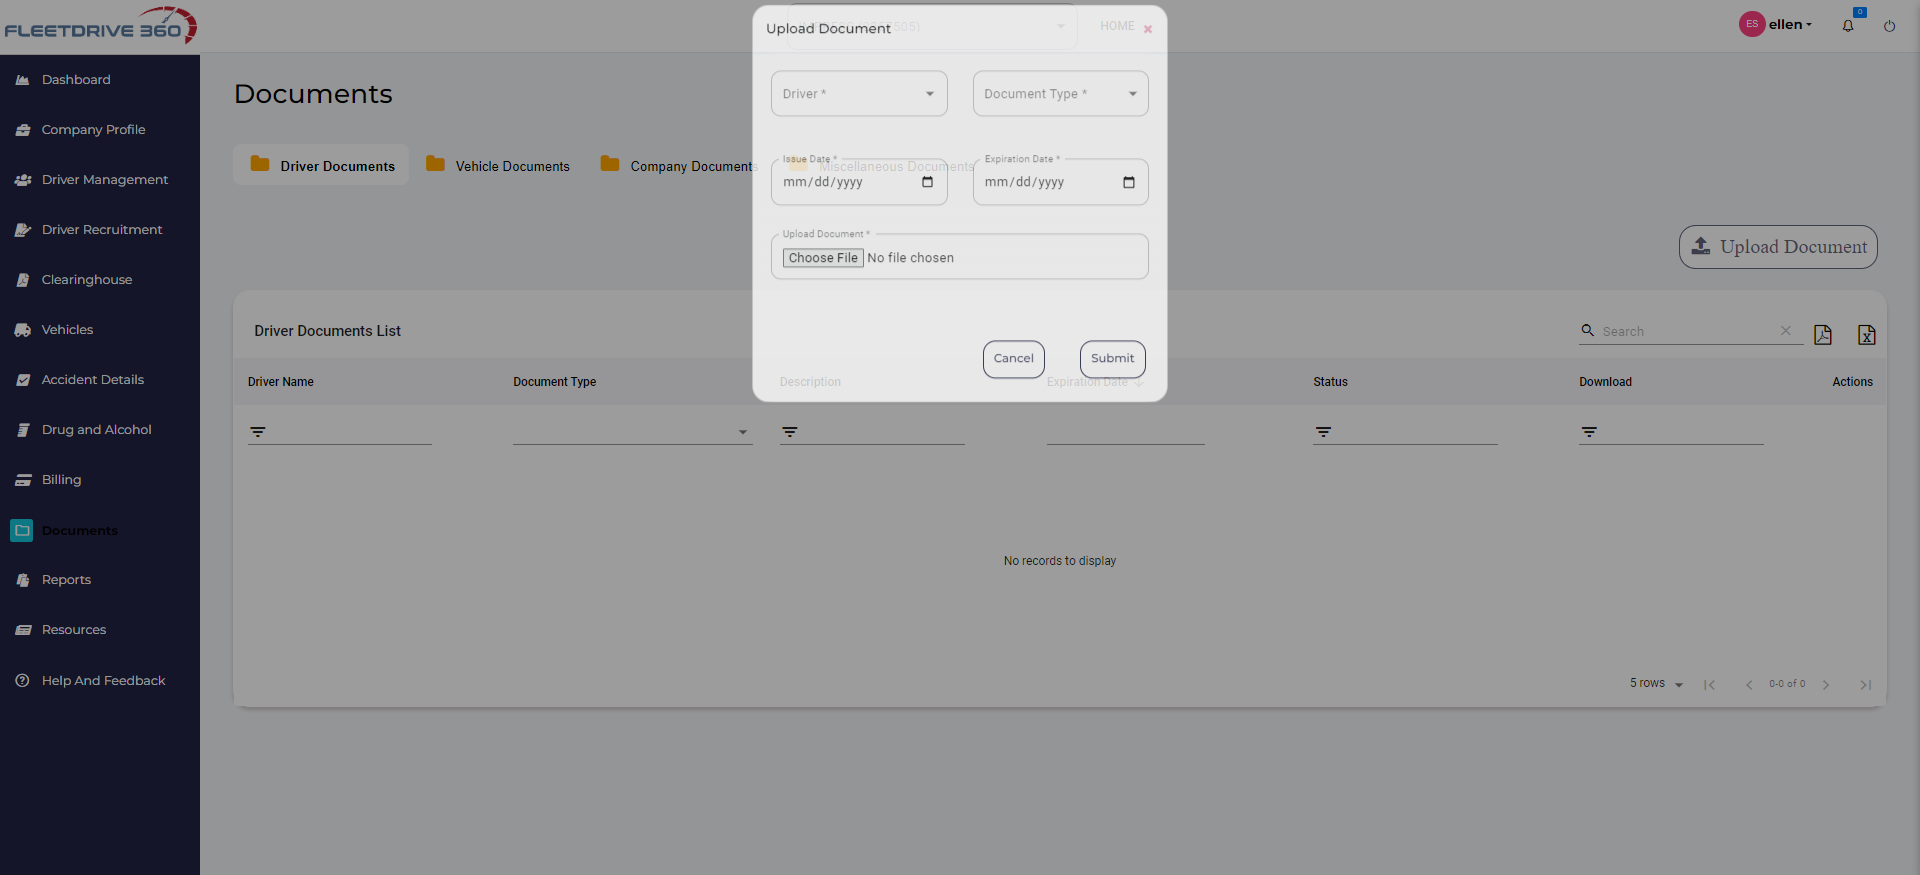 FLEETDRIVE 360
HOME
ES ellen
0
Dashboard
Company Profile
Driver Management
Driver Recruitment
Clearinghouse
Vehicles
Accident Details
Drug and Alcohol
Billing
Documents
Reports
Resources
Help And Feedback
Documents
Driver Documents
Vehicle Documents
Company Documents
Miscellaneous Documents
Upload Document
Upload Document
Driver *
Document Type *
Issue Date *
mm/dd/yyyy
Expiration Date *
mm/dd/yyyy
Upload Document *
Choose File No file chosen
Cancel
Submit
Driver Documents List
Search
Driver Name
Document Type
Description
Expiration Date
Status
Download
Actions
No records to display
5 rows
0-0 of 0